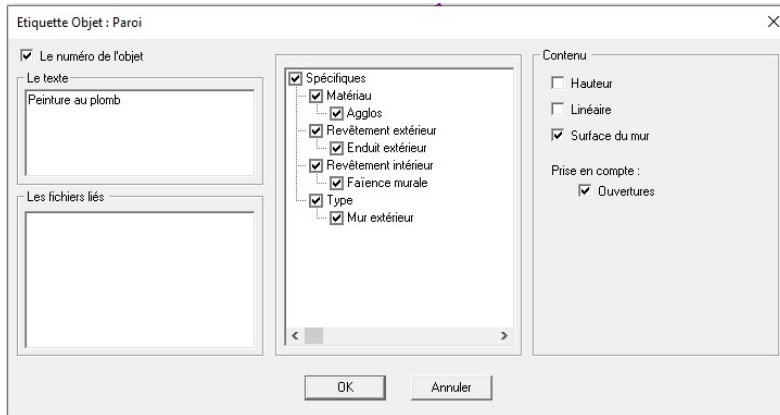 Etiquette Objet : Paroi
Le numéro de l'objet
Le texte
Peinture au plomb
Les fichiers liés
Spécifiques
Matériau
Agglos
Revêtement extérieur
Enduit extérieur
Revêtement intérieur
Faïence murale
Type
Mur extérieur
Contenu
Hauteur
Linéaire
Surface du mur
Prise en compte :
Ouvertures
OK
Annuler